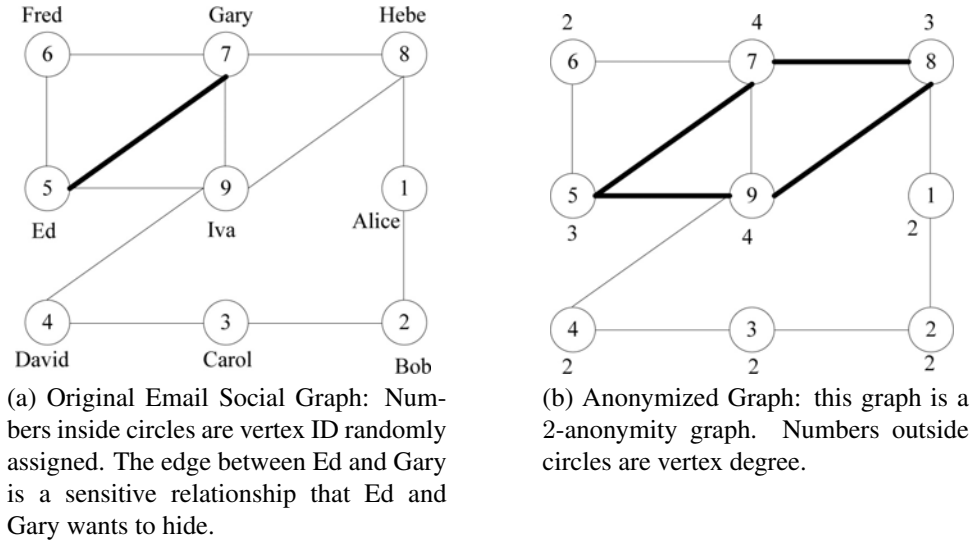 Fred Gary Hebe
6 7 8
5 9 1
Ed Iva Alice
4 3 2
David Carol Bob
(a) Original Email Social Graph: Num-
bers inside circles are vertex ID randomly
assigned. The edge between Ed and Gary
is a sensitive relationship that Ed and
Gary wants to hide.
2 4 3
6 7 8
5 9 1
3 4 2
4 3 2
2 2 2
(b) Anonymized Graph: this graph is a
2-anonymity graph. Numbers outside
circles are vertex degree.